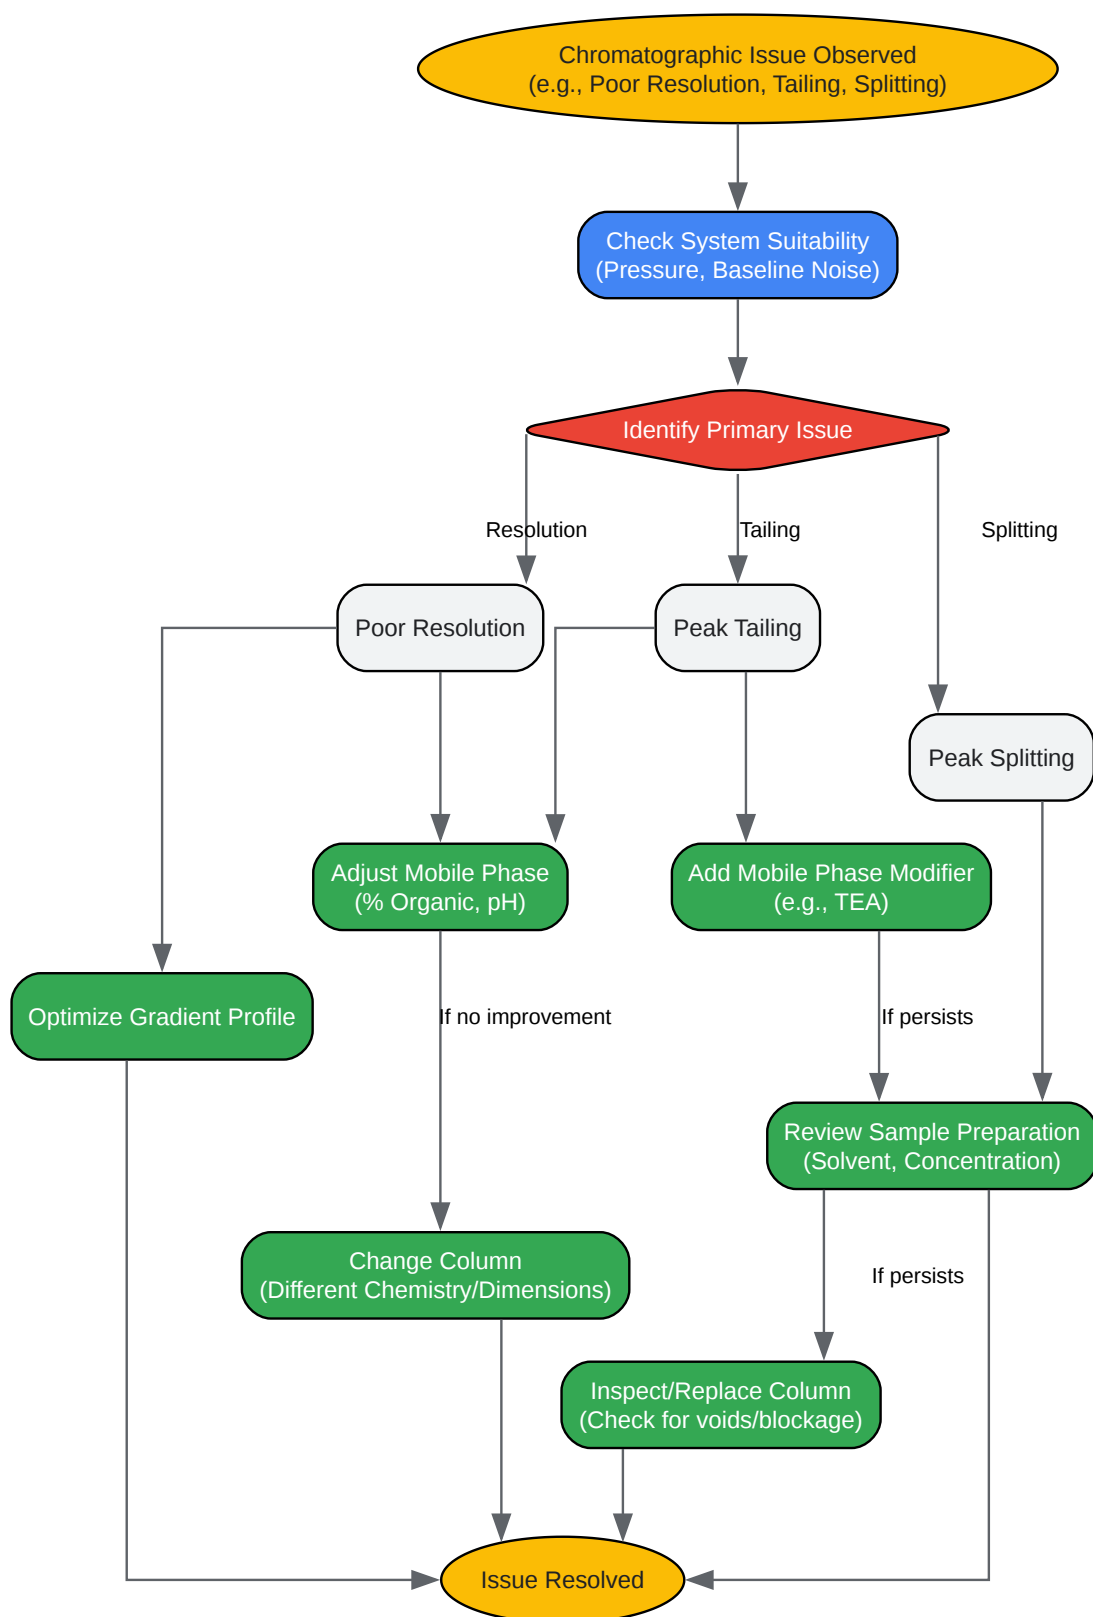 Chromatographic Issue Observed
(e.g., Poor Resolution, Tailing, Splitting)
Check System Suitability
(Pressure, Baseline Noise)
Identify Primary Issue
Resolution
Tailing
Splitting
Poor Resolution
Peak Tailing
Peak Splitting
Adjust Mobile Phase
(% Organic, pH)
Add Mobile Phase Modifier
(e.g., TEA)
Optimize Gradient Profile
If no improvement
If persists
Review Sample Preparation
(Solvent, Concentration)
Change Column
(Different Chemistry/Dimensions)
If persists
Inspect/Replace Column
(Check for voids/blockage)
Issue Resolved